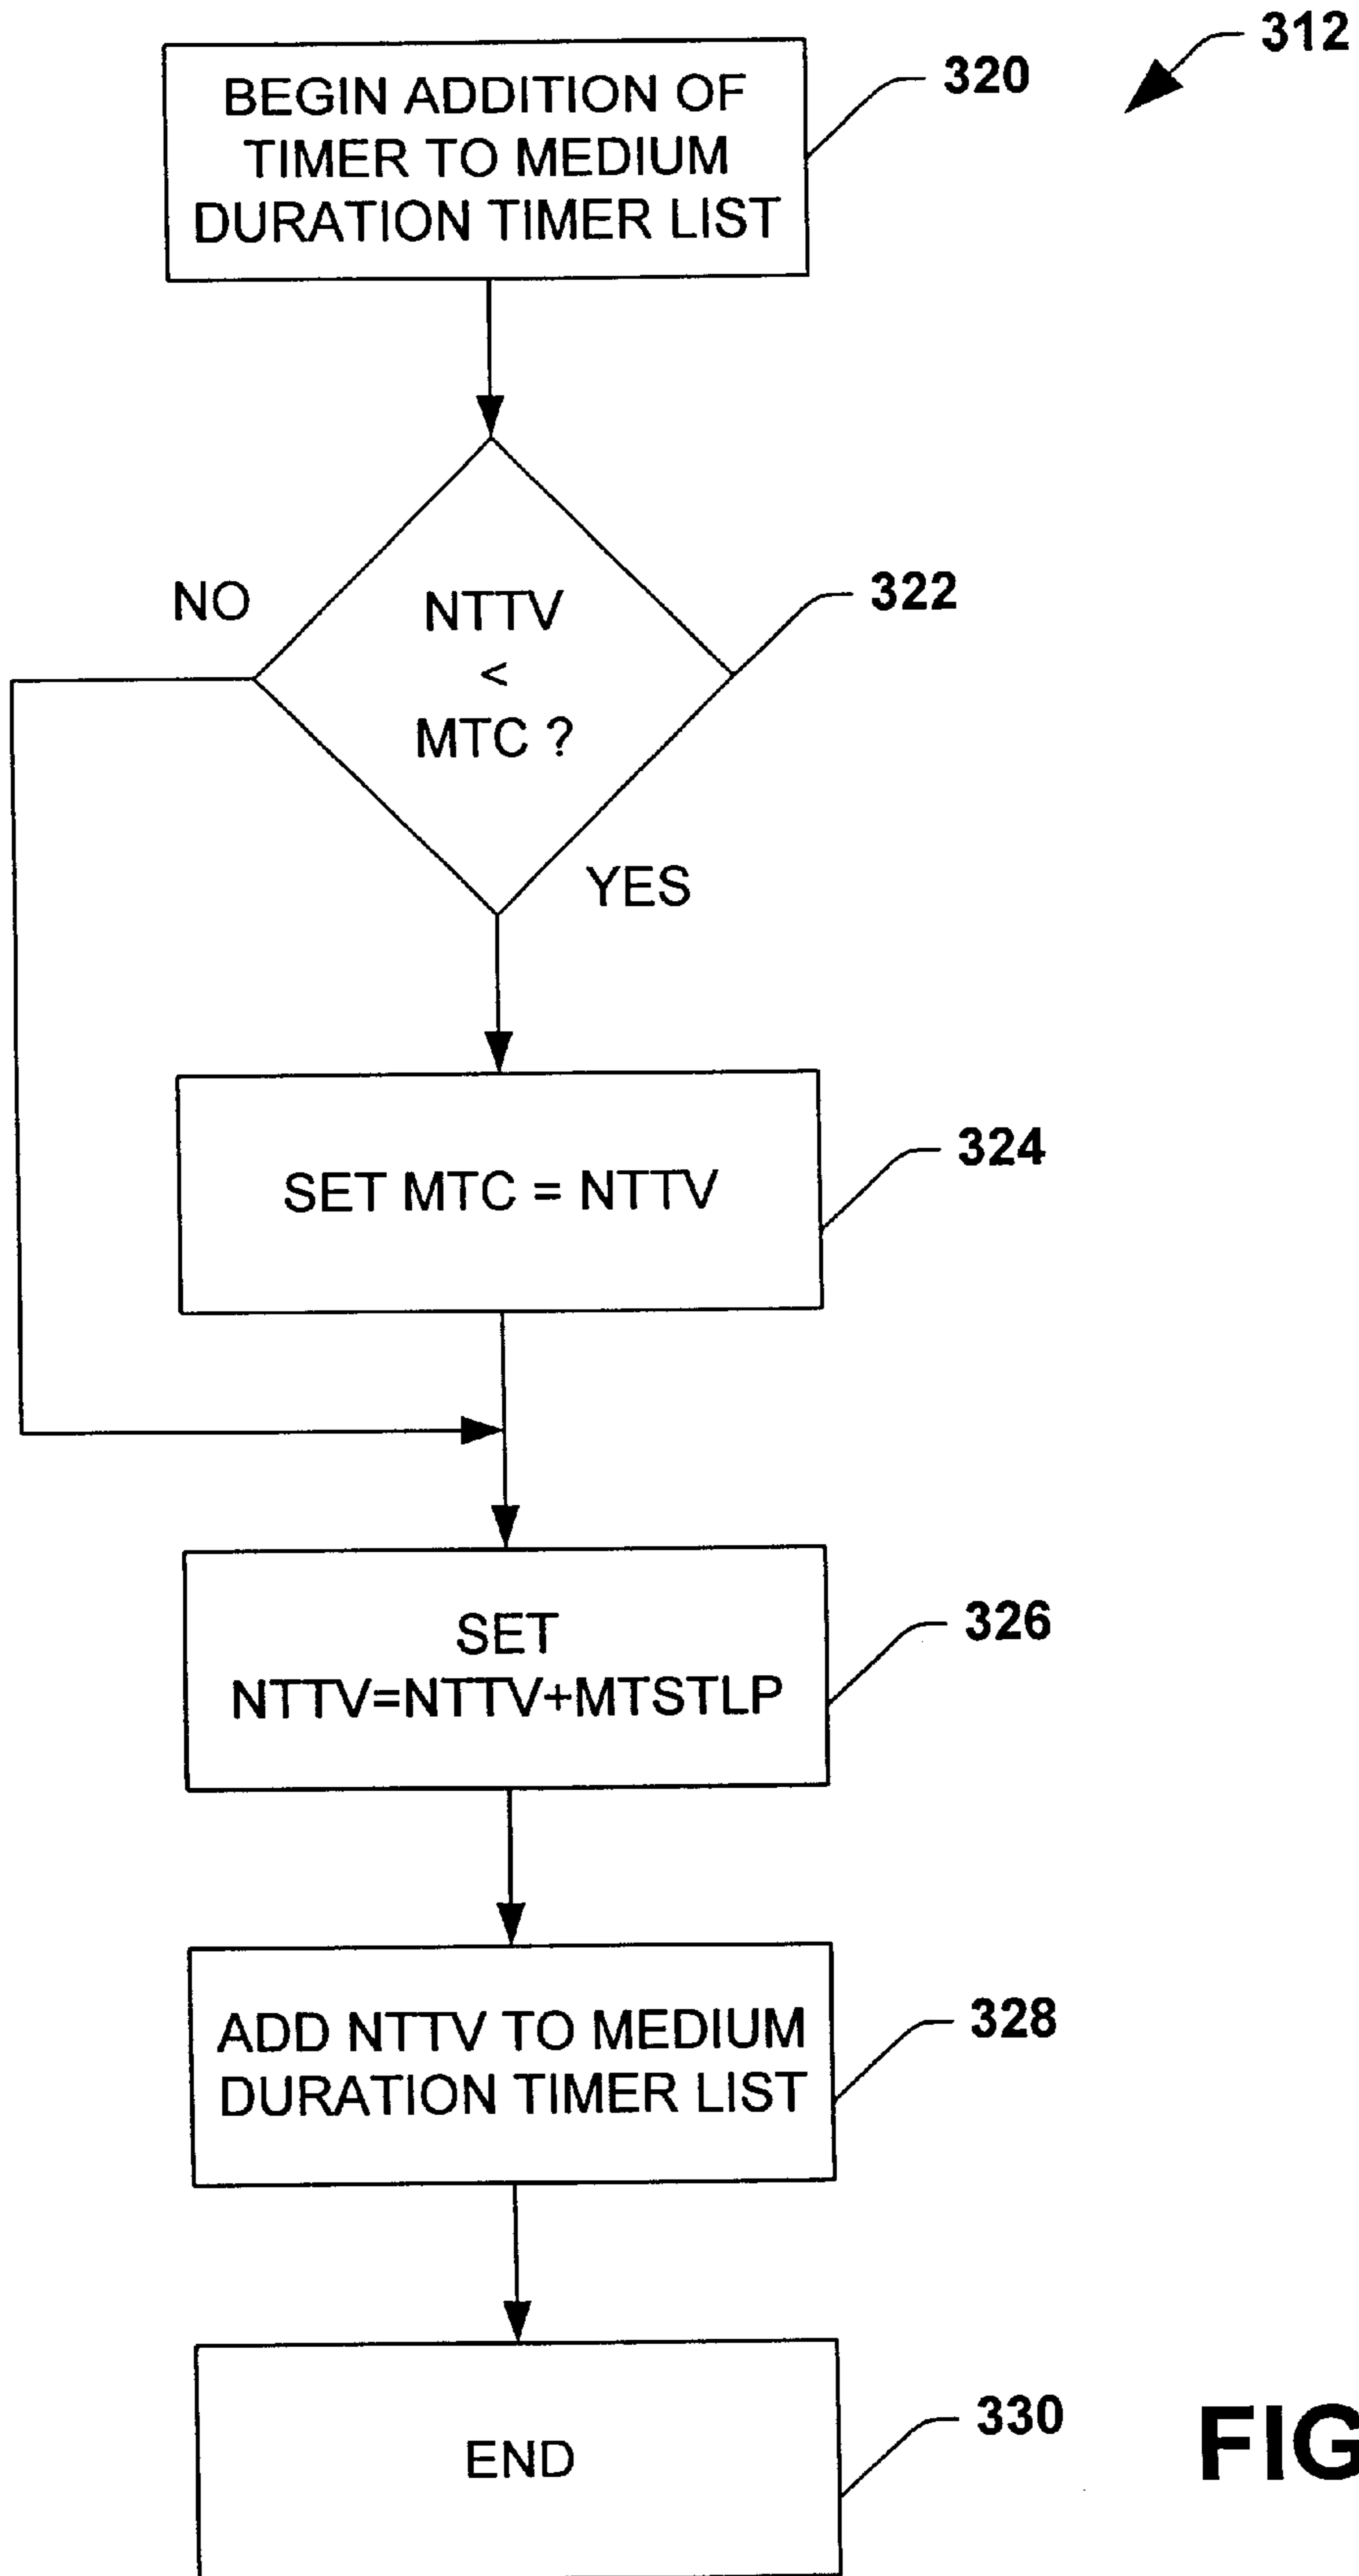 312
BEGIN ADDITION OF
TIMER TO MEDIUM
DURATION TIMER LIST
320
NO
NTTV
<
MTC ?
322
YES
SET MTC = NTTV
324
SET
NTTV=NTTV+MTSTLP
326
ADD NTTV TO MEDIUM
DURATION TIMER LIST
328
END
330
FIG